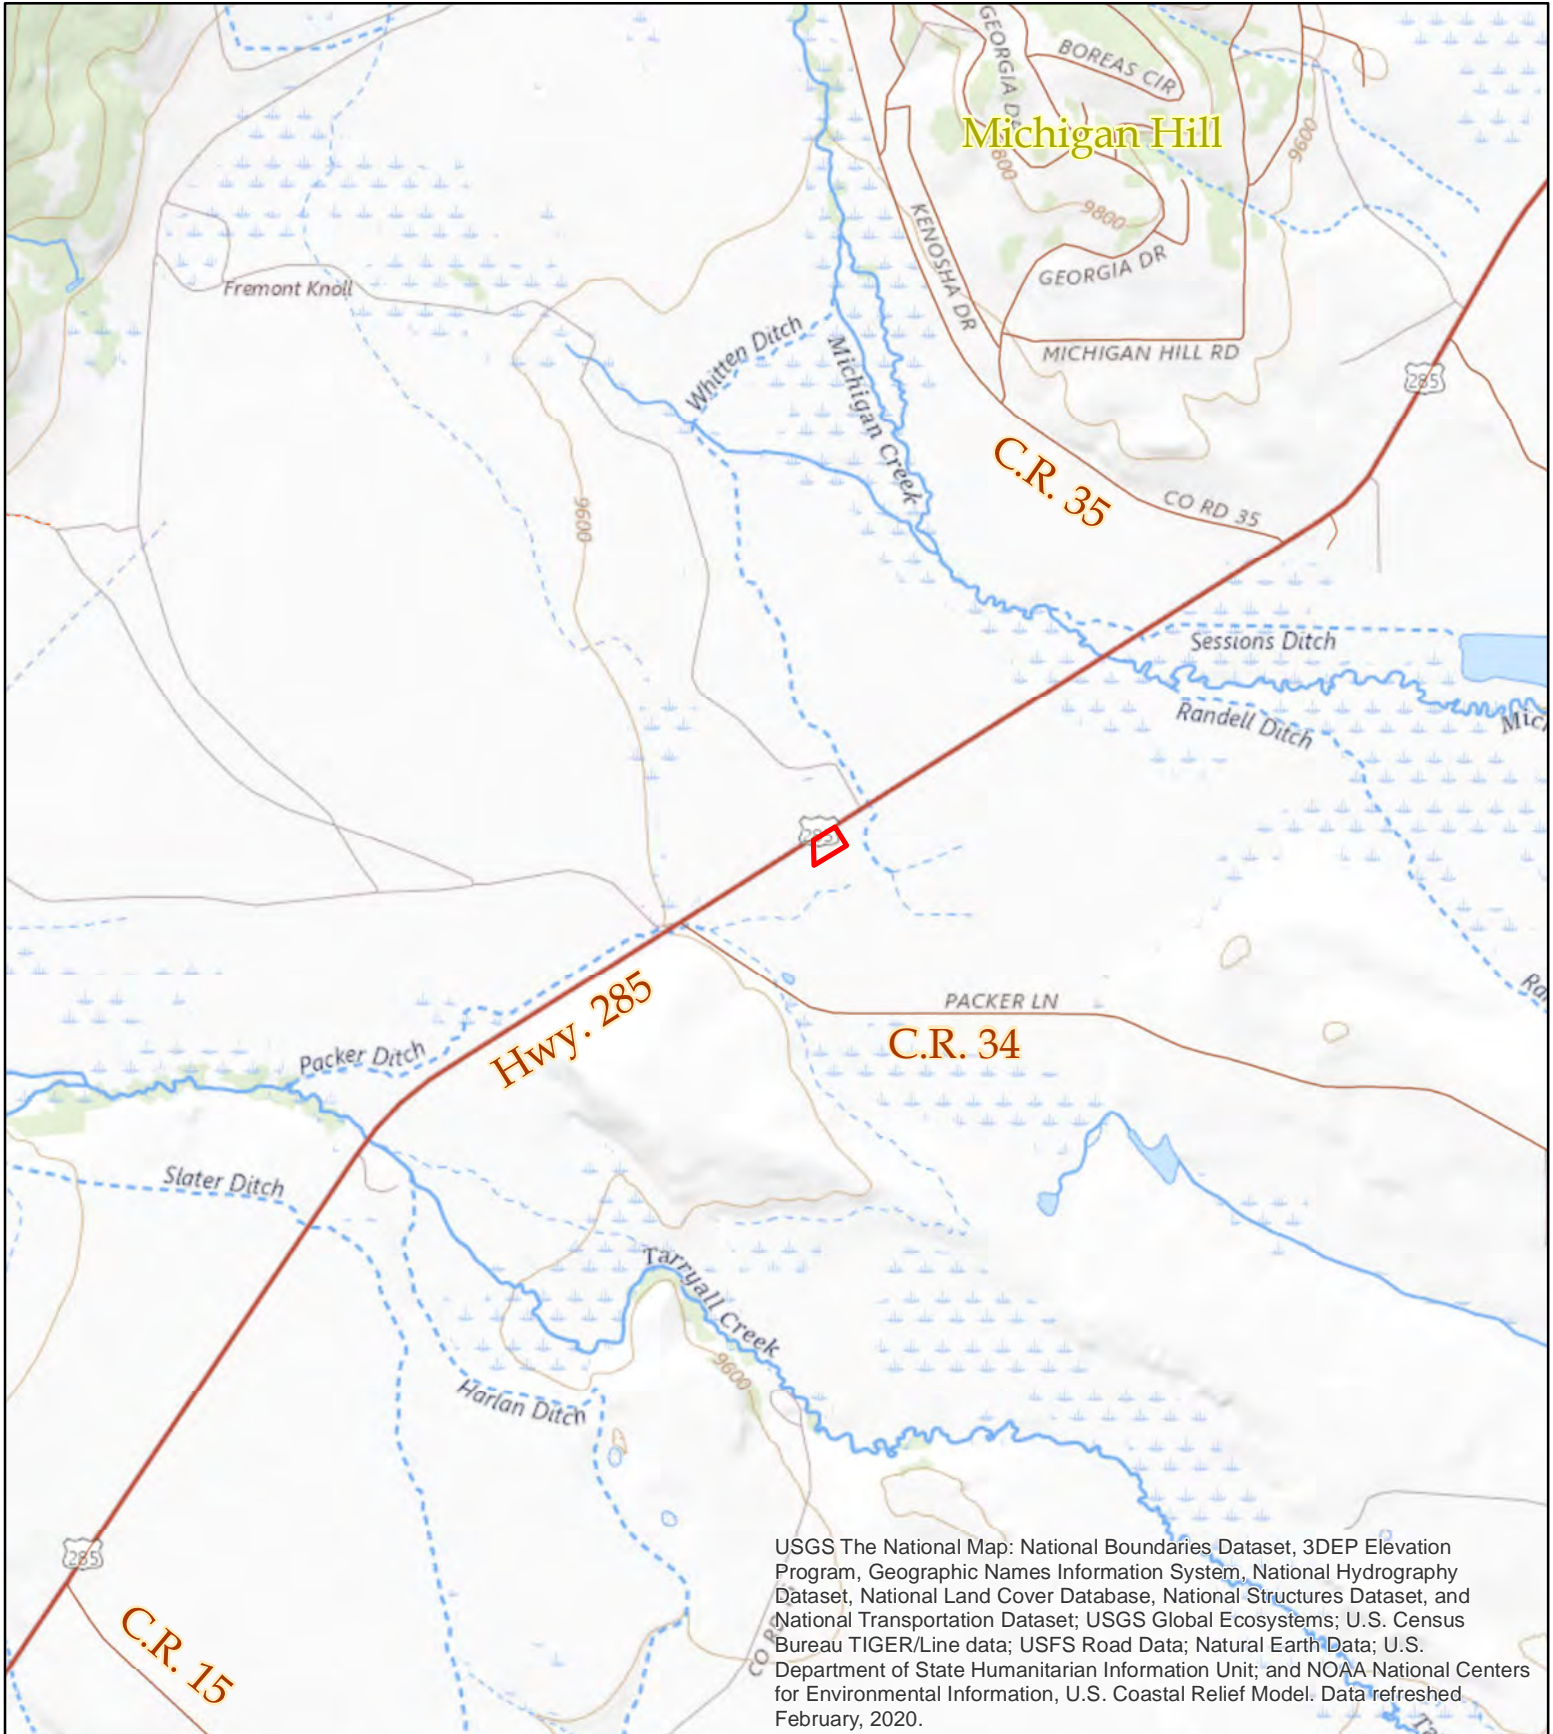 GEORGIA DR
BOREAS CIR
Michigan Hill
9800
9600
9800
KENOSHA DR
GEORGIA DR
Fremont Knoll
Whitten Ditch
Michigan Creek
MICHIGAN HILL RD
285
C.R. 35
CO RD 35
9600
Sessions Ditch
Randell Ditch
Mic
285
Hwy. 285
PACKER LN
C.R. 34
Packer Ditch
Slater Ditch
Tarryall Creek
9600
Harlan Ditch
285
C.R. 15
CO RD
USGS The National Map: National Boundaries Dataset, 3DEP Elevation
Program, Geographic Names Information System, National Hydrography
Dataset, National Land Cover Database, National Structures Dataset, and
National Transportation Dataset; USGS Global Ecosystems; U.S. Census
Bureau TIGER/Line data; USFS Road Data; Natural Earth Data; U.S.
Department of State Humanitarian Information Unit; and NOAA National Centers
for Environmental Information, U.S. Coastal Relief Model. Data refreshed
February, 2020.